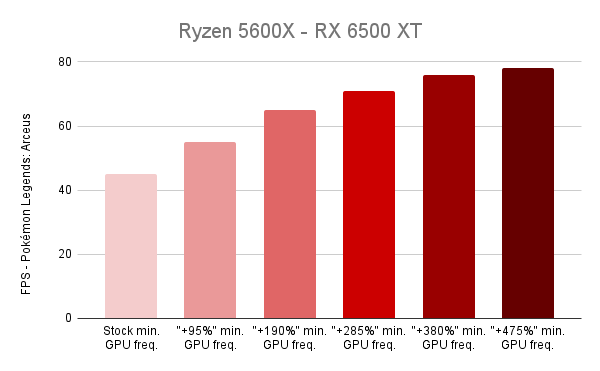 Ryzen 5600X - RX 6500 XT
FPS - Pokémon Legends: Arceus
80
60
40
20
0
Stock min.
GPU freq.
"+95%" min.
GPU freq.
"+190%" min.
GPU freq.
"+285%" min.
GPU freq.
"+380%" min.
GPU freq.
"+475%" min.
GPU freq.